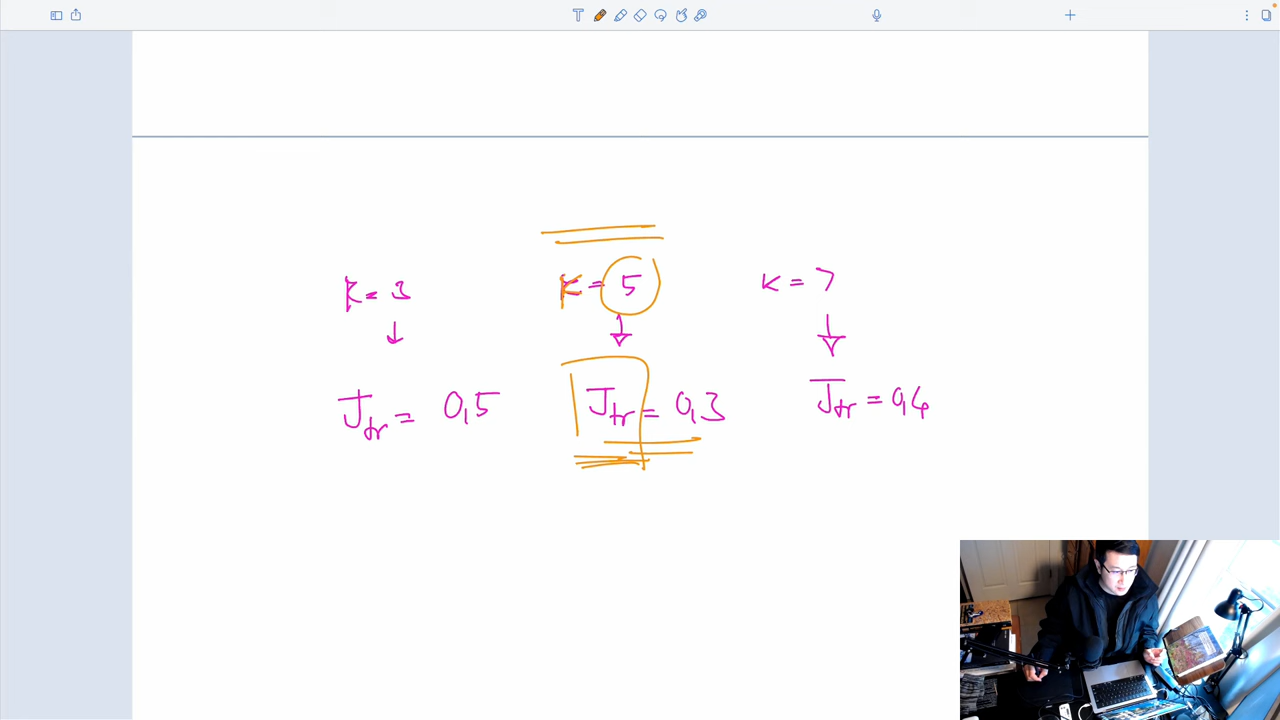 K = 3 K = 5 K = 7
J_tr = 0,5 J_tr = 0,3 J_tr = 0,4